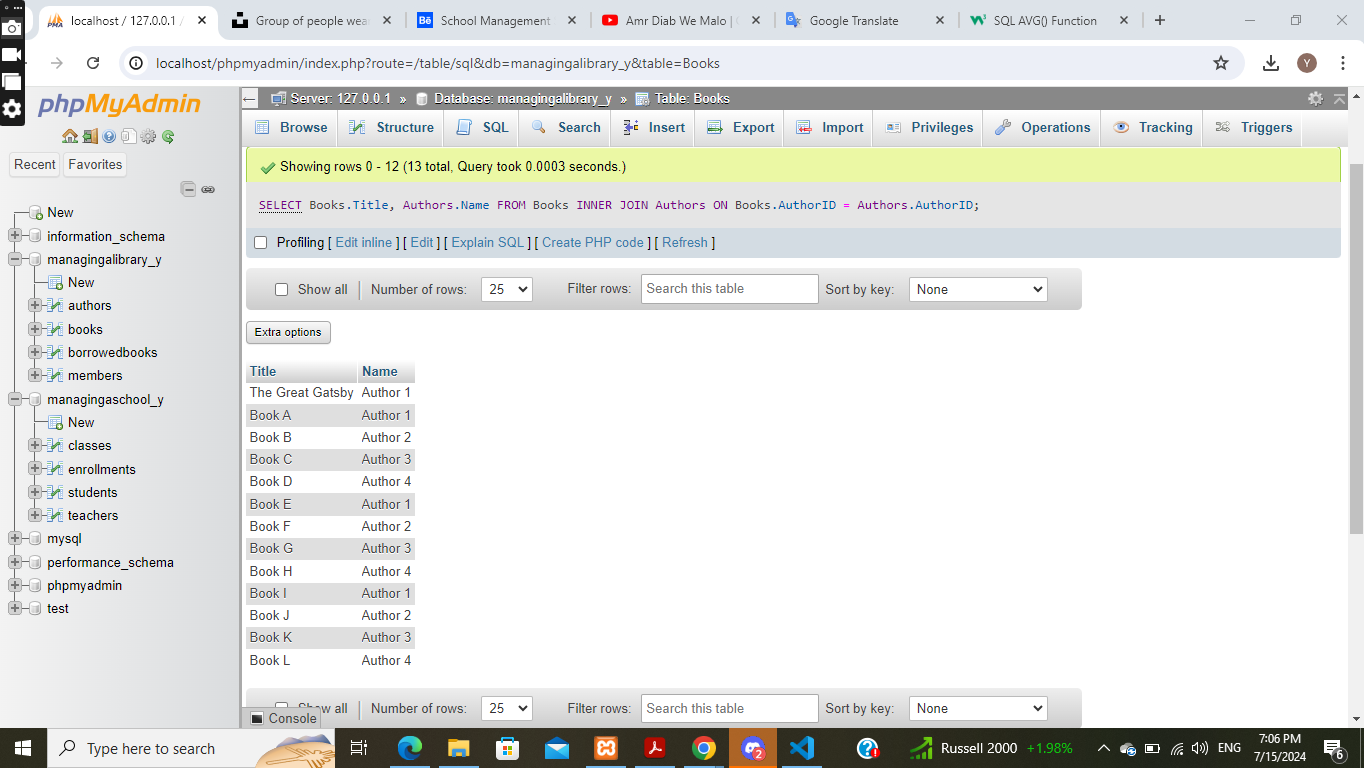 localhost / 127.0.0.1 /
Group of people wea
School Management
Amr Diab We Malo |
Google Translate
SQL AVG() Function
localhost/phpmyadmin/index.php?route=/table/sql&db=managingalibrary_y&table=Books
Y
phpMyAdmin
Recent Favorites
New
information_schema
managingalibrary_y
New
authors
books
borrowedbooks
members
managingaschool_y
New
classes
enrollments
students
teachers
mysql
performance_schema
phpmyadmin
test
Server: 127.0.0.1 » Database: managingalibrary_y » Table: Books
Browse Structure SQL Search Insert Export Import Privileges Operations Tracking Triggers
Showing rows 0 - 12 (13 total, Query took 0.0003 seconds.)
SELECT Books.Title, Authors.Name FROM Books INNER JOIN Authors ON Books.AuthorID = Authors.AuthorID;
Profiling [ Edit inline ] [ Edit ] [ Explain SQL ] [ Create PHP code ] [ Refresh ]
Show all | Number of rows: 25 Filter rows: Search this table Sort by key: None
Extra options
Title Name
The Great Gatsby Author 1
Book A Author 1
Book B Author 2
Book C Author 3
Book D Author 4
Book E Author 1
Book F Author 2
Book G Author 3
Book H Author 4
Book I Author 1
Book J Author 2
Book K Author 3
Book L Author 4
Show all | Number of rows: 25 Filter rows: Search this table Sort by key: None
Console
Type here to search
2
Russell 2000 +1.98%
ENG
7:06 PM
7/15/2024
6